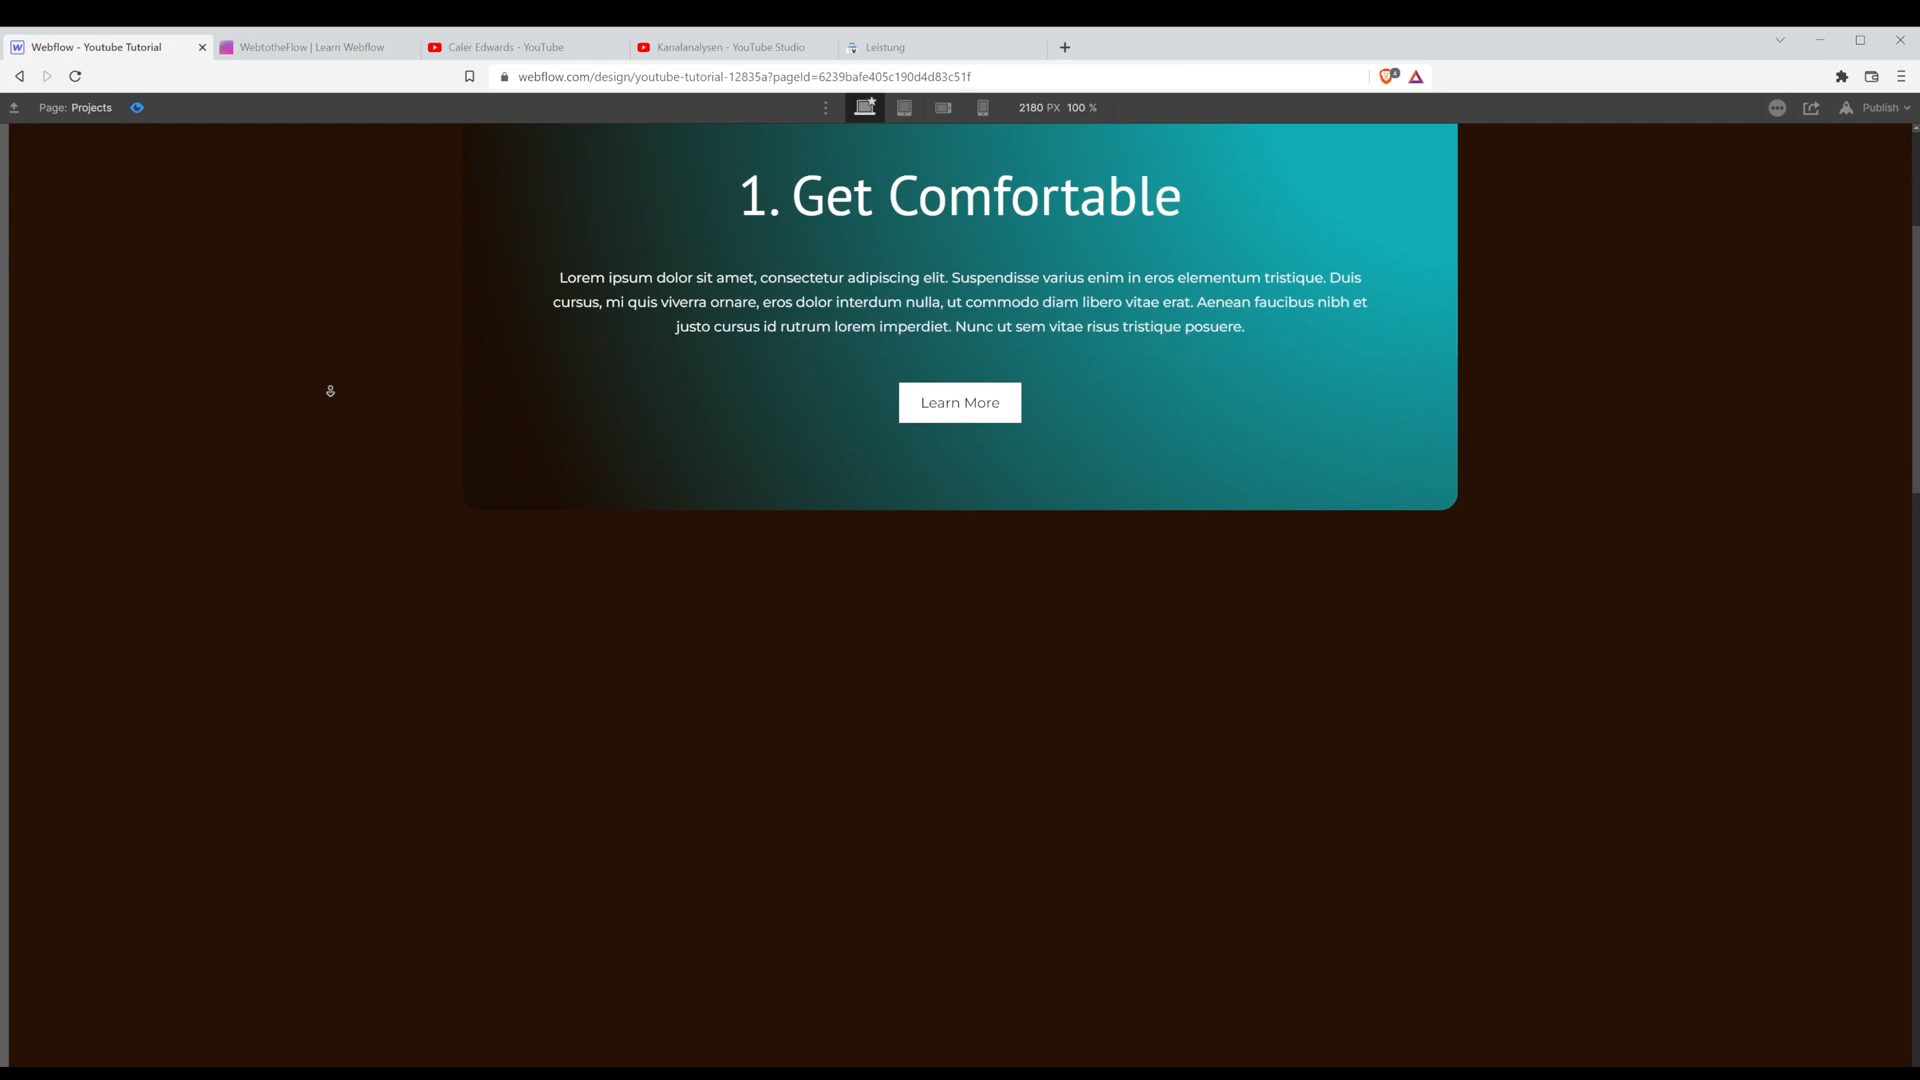 Webflow - Youtube Tutorial
WebtotheFlow | Learn Webflow
Caler Edwards - YouTube
Kanalanalysen - YouTube Studio
Leistung
webflow.com/design/youtube-tutorial-12835a?pageId=6239bafe405c190d4d83c51f
4
Page: Projects
2180 PX 100 %
Publish
1. Get Comfortable
Lorem ipsum dolor sit amet, consectetur adipiscing elit. Suspendisse varius enim in eros elementum tristique. Duis
cursus, mi quis viverra ornare, eros dolor interdum nulla, ut commodo diam libero vitae erat. Aenean faucibus nibh et
justo cursus id rutrum lorem imperdiet. Nunc ut sem vitae risus tristique posuere.
Learn More